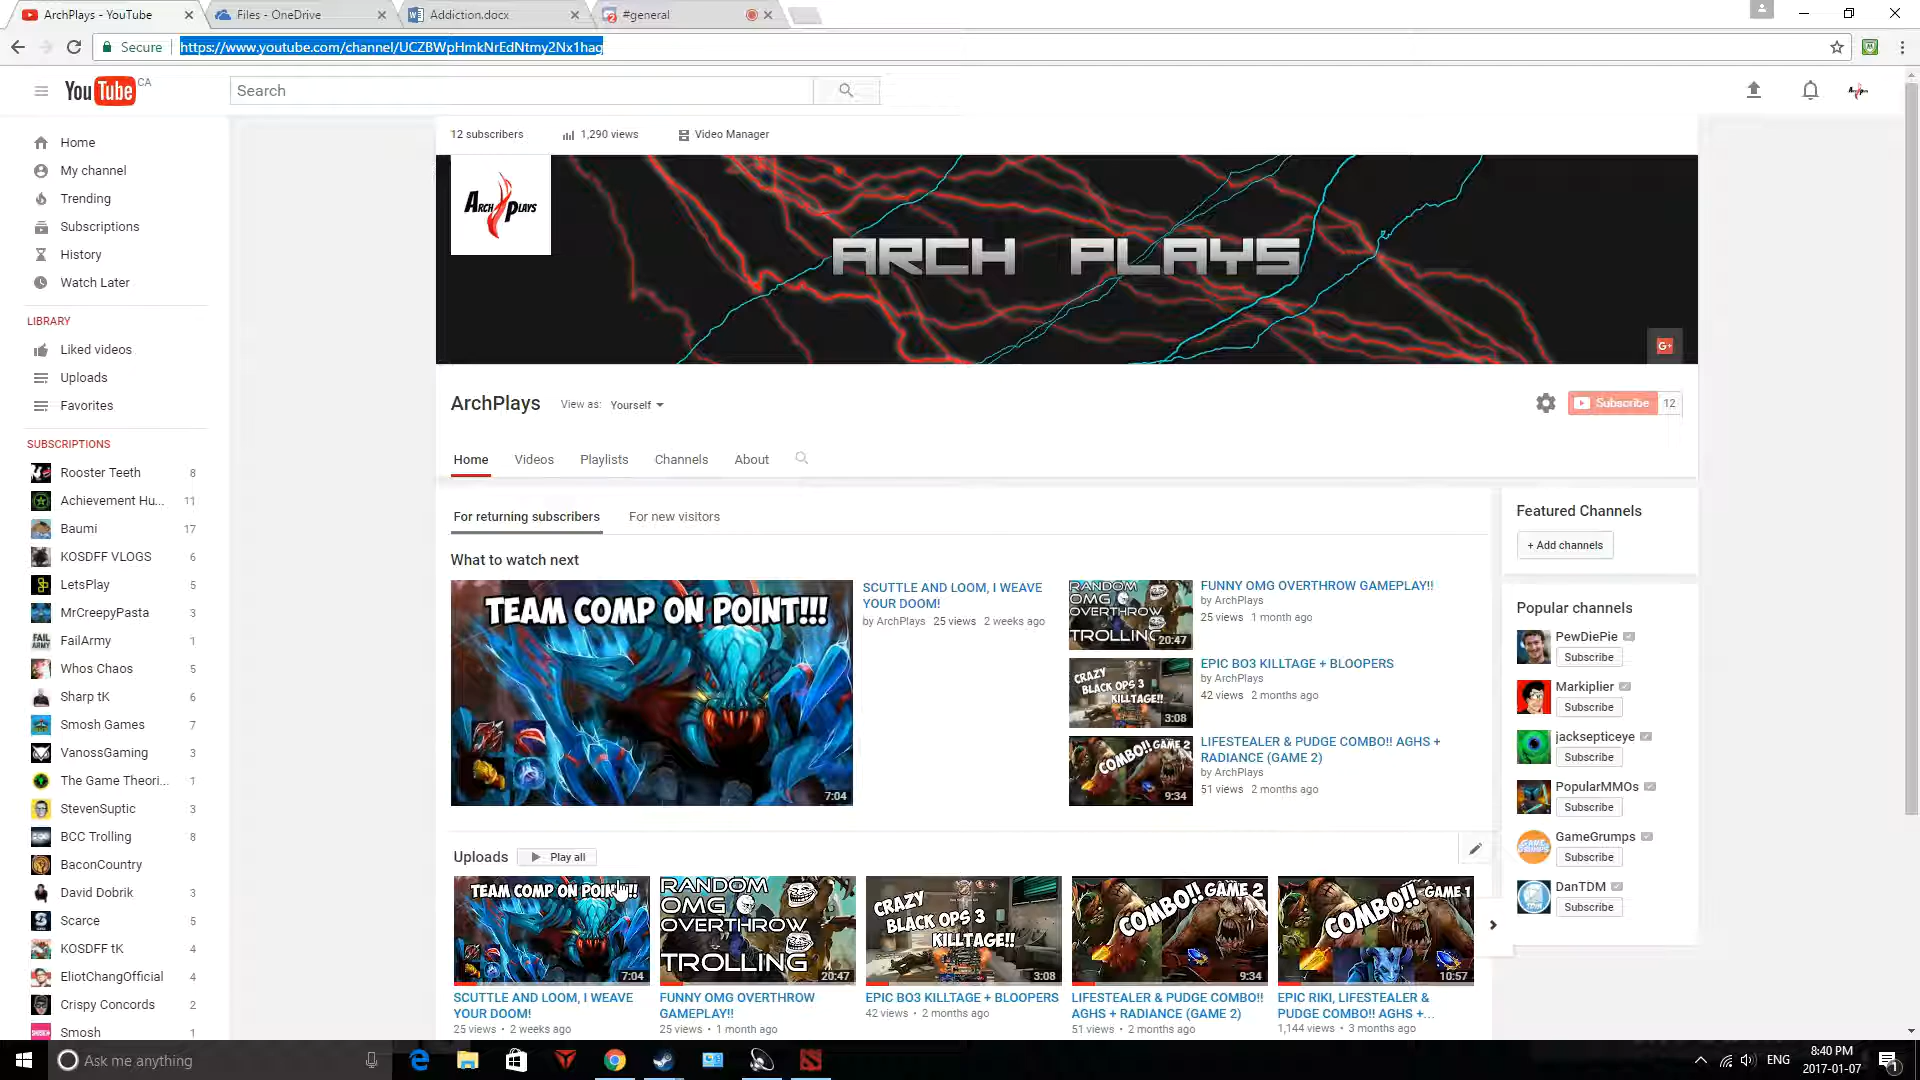 ArchPlays - YouTube
Files - OneDrive
Addiction.docx
#general
Secure
https://www.youtube.com/channel/UCZBWpHmkNrEdNtmy2Nx1hag
YouTube CA
Search
Home
My channel
Trending
Subscriptions
History
Watch Later
LIBRARY
Liked videos
Uploads
Favorites
SUBSCRIPTIONS
Rooster Teeth 8
Achievement Hu... 11
Baumi 17
KOSDFF VLOGS 6
LetsPlay 5
MrCreepyPasta 3
FailArmy 1
Whos Chaos 5
Sharp tK 6
Smosh Games 7
VanossGaming 3
The Game Theori... 1
StevenSuptic 3
BCC Trolling 8
BaconCountry
David Dobrik 3
Scarce 5
KOSDFF tK 4
EliotChangOfficial 4
Crispy Concords 2
Smosh 1
12 subscribers
1,290 views
Video Manager
ARCH PLAYS
ARCH PLAYS
G+
ArchPlays
View as: Yourself
Subscribe 12
Home
Videos
Playlists
Channels
About
For returning subscribers
For new visitors
What to watch next
TEAM COMP ON POINT!!!
7:04
SCUTTLE AND LOOM, I WEAVE
YOUR DOOM!
by ArchPlays 25 views 2 weeks ago
RANDOM
OMG
OVERTHROW
TROLLING
20:47
FUNNY OMG OVERTHROW GAMEPLAY!!
by ArchPlays
25 views 1 month ago
CRAZY
BLACK OPS 3
KILLTAGE!!
3:08
EPIC BO3 KILLTAGE + BLOOPERS
by ArchPlays
42 views 2 months ago
COMBO!! GAME 2
9:34
LIFESTEALER & PUDGE COMBO!! AGHS +
RADIANCE (GAME 2)
by ArchPlays
51 views 2 months ago
Uploads
Play all
TEAM COMP ON POINT!!!
7:04
SCUTTLE AND LOOM, I WEAVE
YOUR DOOM!
25 views • 2 weeks ago
RANDOM
OMG
OVERTHROW
TROLLING
20:47
FUNNY OMG OVERTHROW
GAMEPLAY!!
25 views • 1 month ago
CRAZY
BLACK OPS 3
KILLTAGE!!
3:08
EPIC BO3 KILLTAGE + BLOOPERS
42 views • 2 months ago
COMBO!! GAME 2
9:34
LIFESTEALER & PUDGE COMBO!!
AGHS + RADIANCE (GAME 2)
51 views • 2 months ago
COMBO!! GAME 1
10:57
EPIC RIKI, LIFESTEALER &
PUDGE COMBO!! AGHS +...
1,144 views • 3 months ago
Featured Channels
+ Add channels
Popular channels
PewDiePie
Subscribe
Markiplier
Subscribe
jacksepticeye
Subscribe
PopularMMOs
Subscribe
GameGrumps
Subscribe
DanTDM
Subscribe
Ask me anything
ENG
8:40 PM
2017-01-07
1